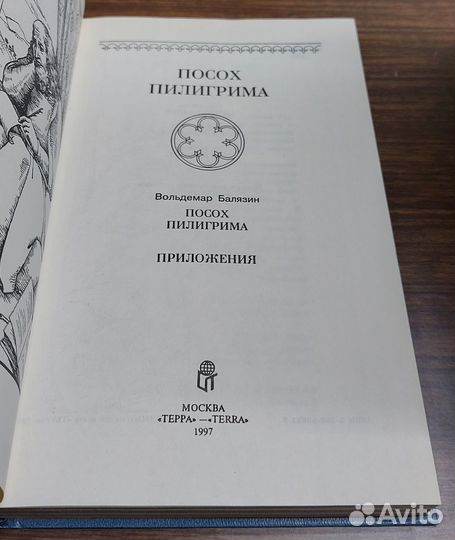 ПОСОХ
ПИЛИГРИМА
Вольдемар Балязин
ПОСОХ
ПИЛИГРИМА
ПРИЛОЖЕНИЯ
МОСКВА
«ТЕРРА» —«TERRA»
1997
Avito